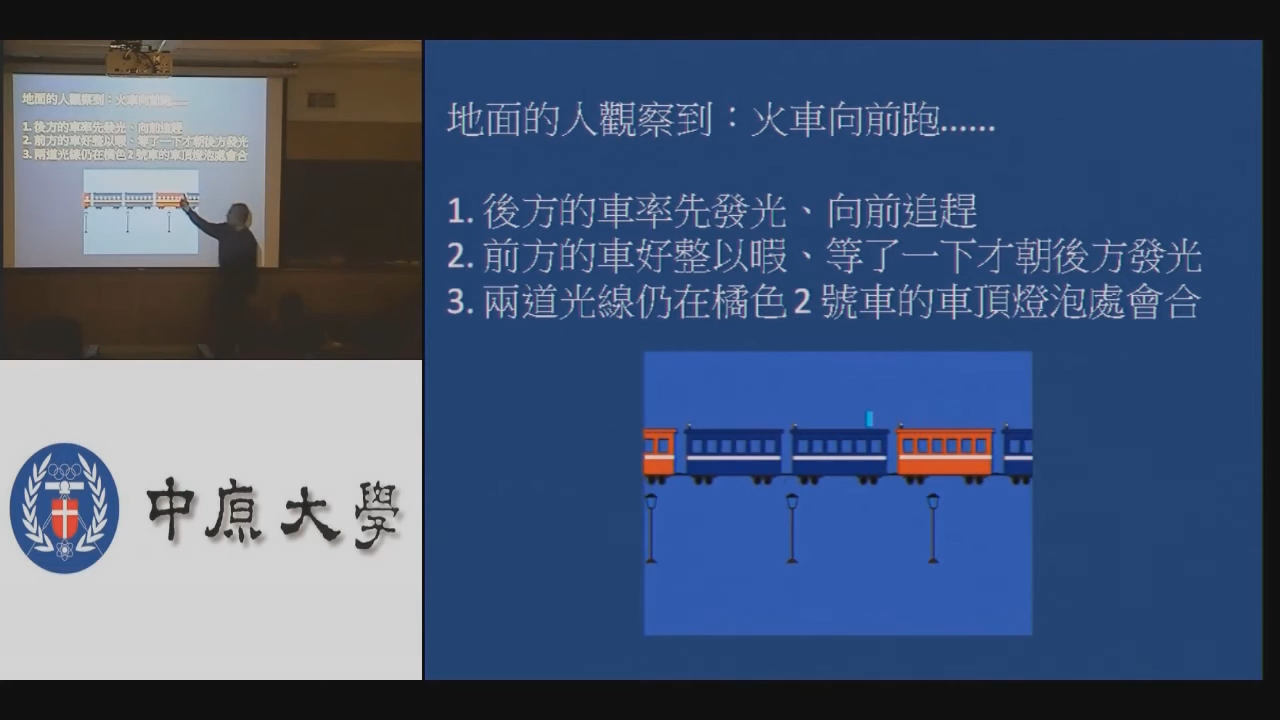 地面的人觀察到：火車向前跑......
1. 後方的車率先發光、向前追趕
2. 前方的車好整以暇、等了一下才朝後方發光
3. 兩道光線仍在橘色 2 號車的車頂燈泡處會合
地面的人觀察到：火車向前跑......
1. 後方的車率先發光、向前追趕
2. 前方的車好整以暇、等了一下才朝後方發光
3. 兩道光線仍在橘色 2 號車的車頂燈泡處會合
中原大學